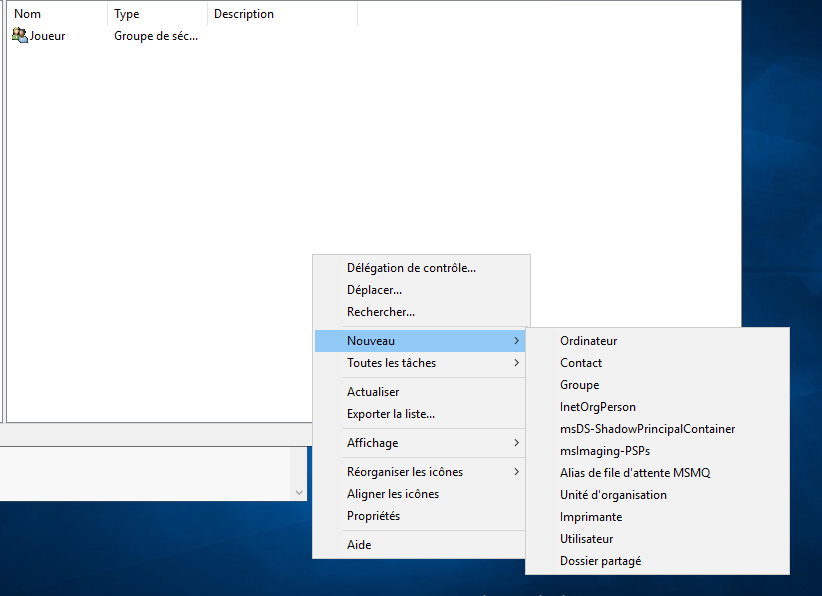 Nom Type Description
Joueur Groupe de séc...
Délégation de contrôle...
Déplacer...
Rechercher...
Nouveau
Toutes les tâches
Actualiser
Exporter la liste...
Affichage
Réorganiser les icônes
Aligner les icônes
Propriétés
Aide
Ordinateur
Contact
Groupe
InetOrgPerson
msDS-ShadowPrincipalContainer
msImaging-PSPs
Alias de file d'attente MSMQ
Unité d'organisation
Imprimante
Utilisateur
Dossier partagé